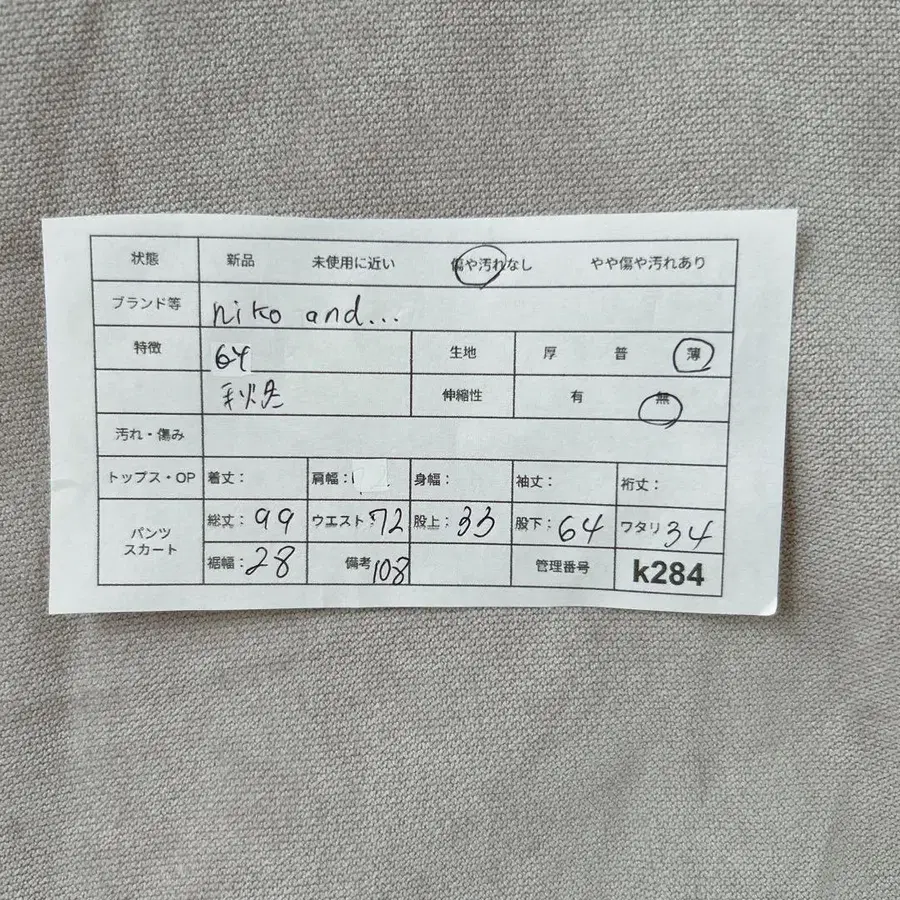 状態 新品 未使用に近い 傷や汚れなし やや傷や汚れあり
ブランド等 niko and...
特徴 64 生地 厚 普 薄
秋冬 伸縮性 有 無
汚れ・傷み
トップス・OP 着丈: 肩幅: 身幅: 袖丈: 裄丈:
パンツ スカート 総丈: 99 ウエスト: 72 股上: 33 股下: 64 ワタリ 34
裾幅: 28 備考 108 管理番号 k284